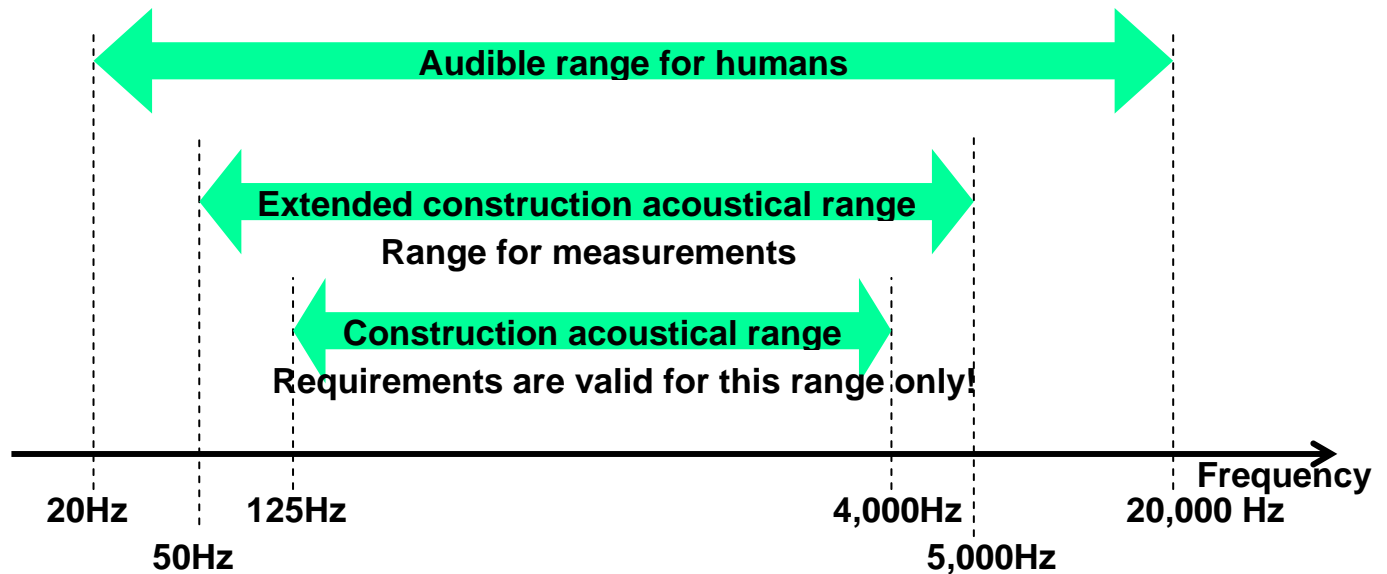 Audible range for humans
Extended construction acoustical range
Range for measurements
Construction acoustical range
Requirements are valid for this range only!
Frequency
20Hz
125Hz
4,000Hz
20,000 Hz
50Hz
5,000Hz